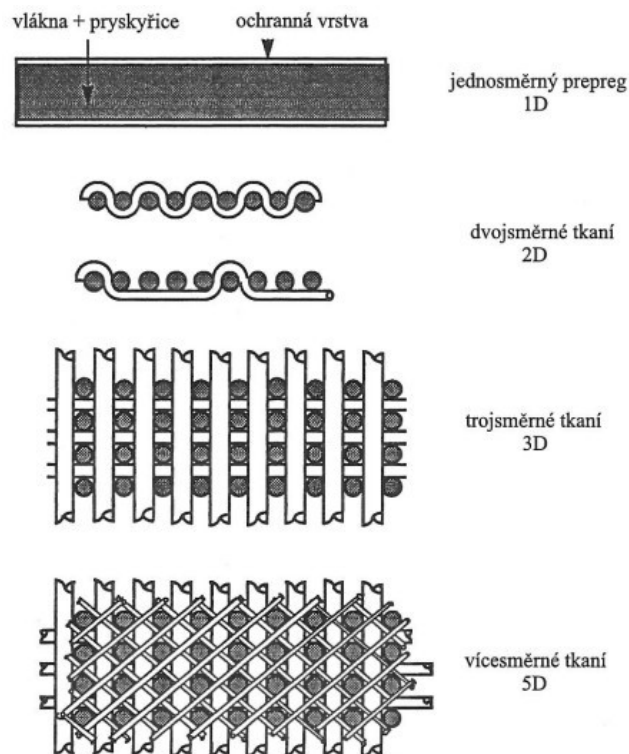 vlákna + pryskyřice
ochranná vrstva
jednosměrný prepreg
1D
dvojsměrné tkaní
2D
trojsměrné tkaní
3D
vícesměrné tkaní
5D